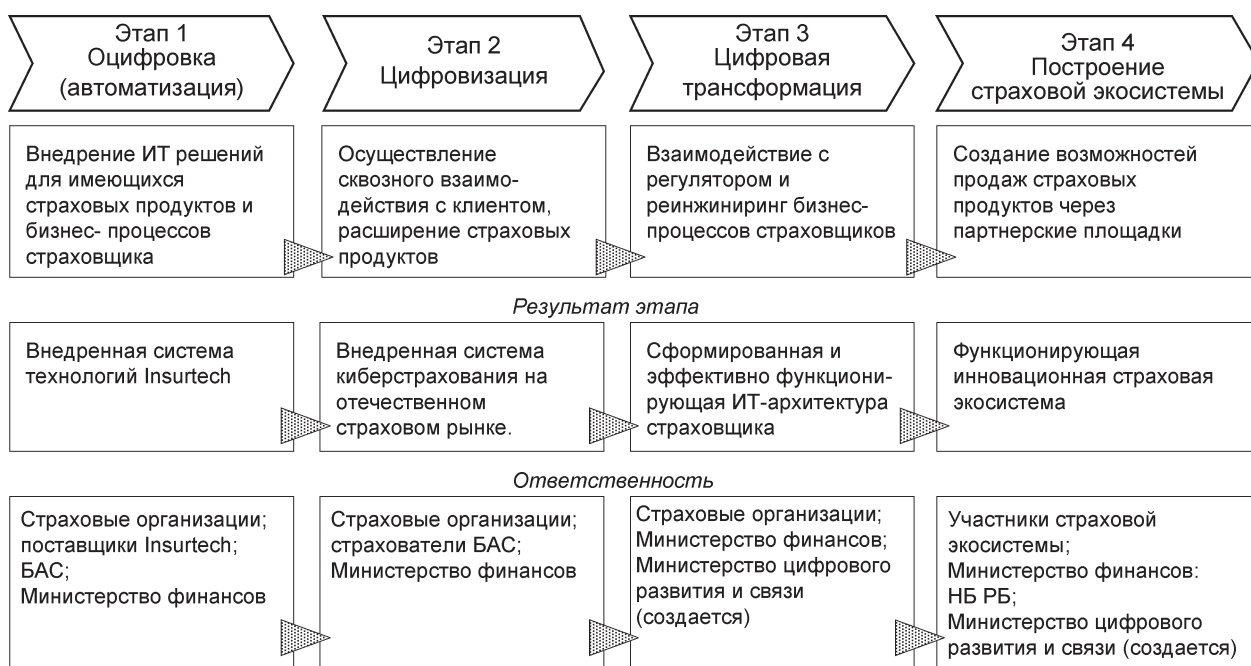 Этап 1
Оцифровка
(автоматизация)
Этап 2
Цифровизация
Этап 3
Цифровая
трансформация
Этап 4
Построение
страховой экосистемы
Внедрение ИТ решений
для имеющихся
страховых продуктов и
бизнес- процессов
страховщика
Осуществление
сквозного взаимо-
действия с клиентом,
расширение страховых
продуктов
Взаимодействие с
регулятором и
реинжиниринг бизнес-
процессов страховщиков
Создание возможностей
продаж страховых
продуктов через
партнерские площадки
Результат этапа
Внедренная система
технологий Insurtech
Внедренная система
киберстрахования на
отечественном
страховом рынке.
Сформированная и
эффективно функциони-
рующая ИТ-архитектура
страховщика
Функционирующая
инновационная страховая
экосистема
Ответственность
Страховые организации;
поставщики Insurtech;
БАС;
Министерство финансов
Страховые организации;
страхователи БАС;
Министерство финансов
Страховые организации;
Министерство финансов;
Министерство цифрового
развития и связи
(создается)
Участники страховой
экосистемы;
Министерство финансов:
НБ РБ;
Министерство цифрового
развития и связи (создается)